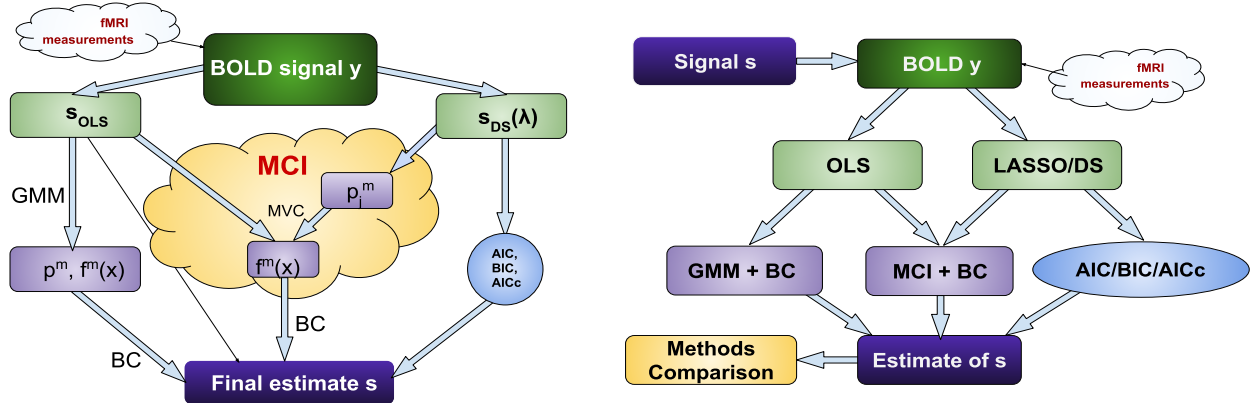 fMRI
measurements
BOLD signal y
s_OLS
s_DS(λ)
MCI
GMM
p_i^m
MVC
p^m, f^m(x)
f^m(x)
AIC,
BIC,
AICc
BC
BC
Final estimate s
Signal s
BOLD y
fMRI
measurements
OLS
LASSO/DS
GMM + BC
MCI + BC
AIC/BIC/AICc
Methods
Comparison
Estimate of s